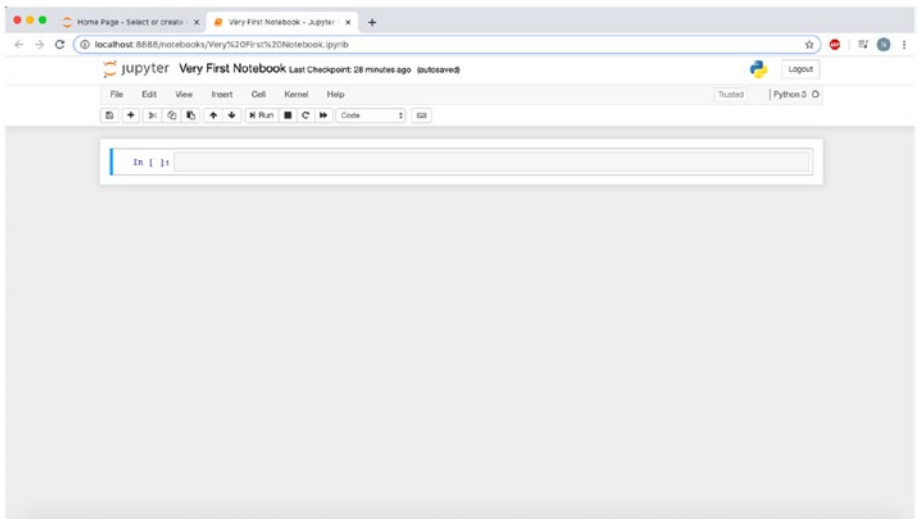 Home Page - Select or create
Very First Notebook - Jupyter
localhost:8888/notebooks/Very%20First%20Notebook.ipynb
N
jupyter Very First Notebook Last Checkpoint: 28 minutes ago (autosaved)
Logout
File Edit View Insert Cell Kernel Help
Trusted Python 3
Run Code
In [ ]: